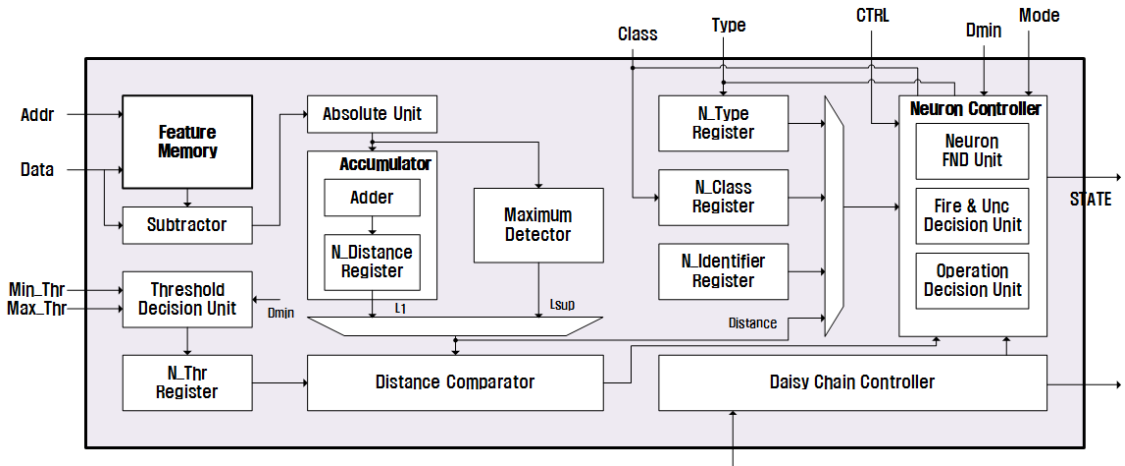 CTRL
Mode
Type
Dmin
Class
Addr
Data
Feature
Memory
Subtractor
Absolute Unit
Accumulator
Adder
N_Distance
Register
Maximum
Detector
L1
Lsup
N_Type
Register
N_Class
Register
N_Identifier
Register
Distance
Neuron Controller
Neuron
FND Unit
Fire & Unc
Decision Unit
Operation
Decision Unit
STATE
Min_Thr
Max_Thr
Threshold
Decision Unit
Dmin
N_Thr
Register
Distance Comparator
Daisy Chain Controller